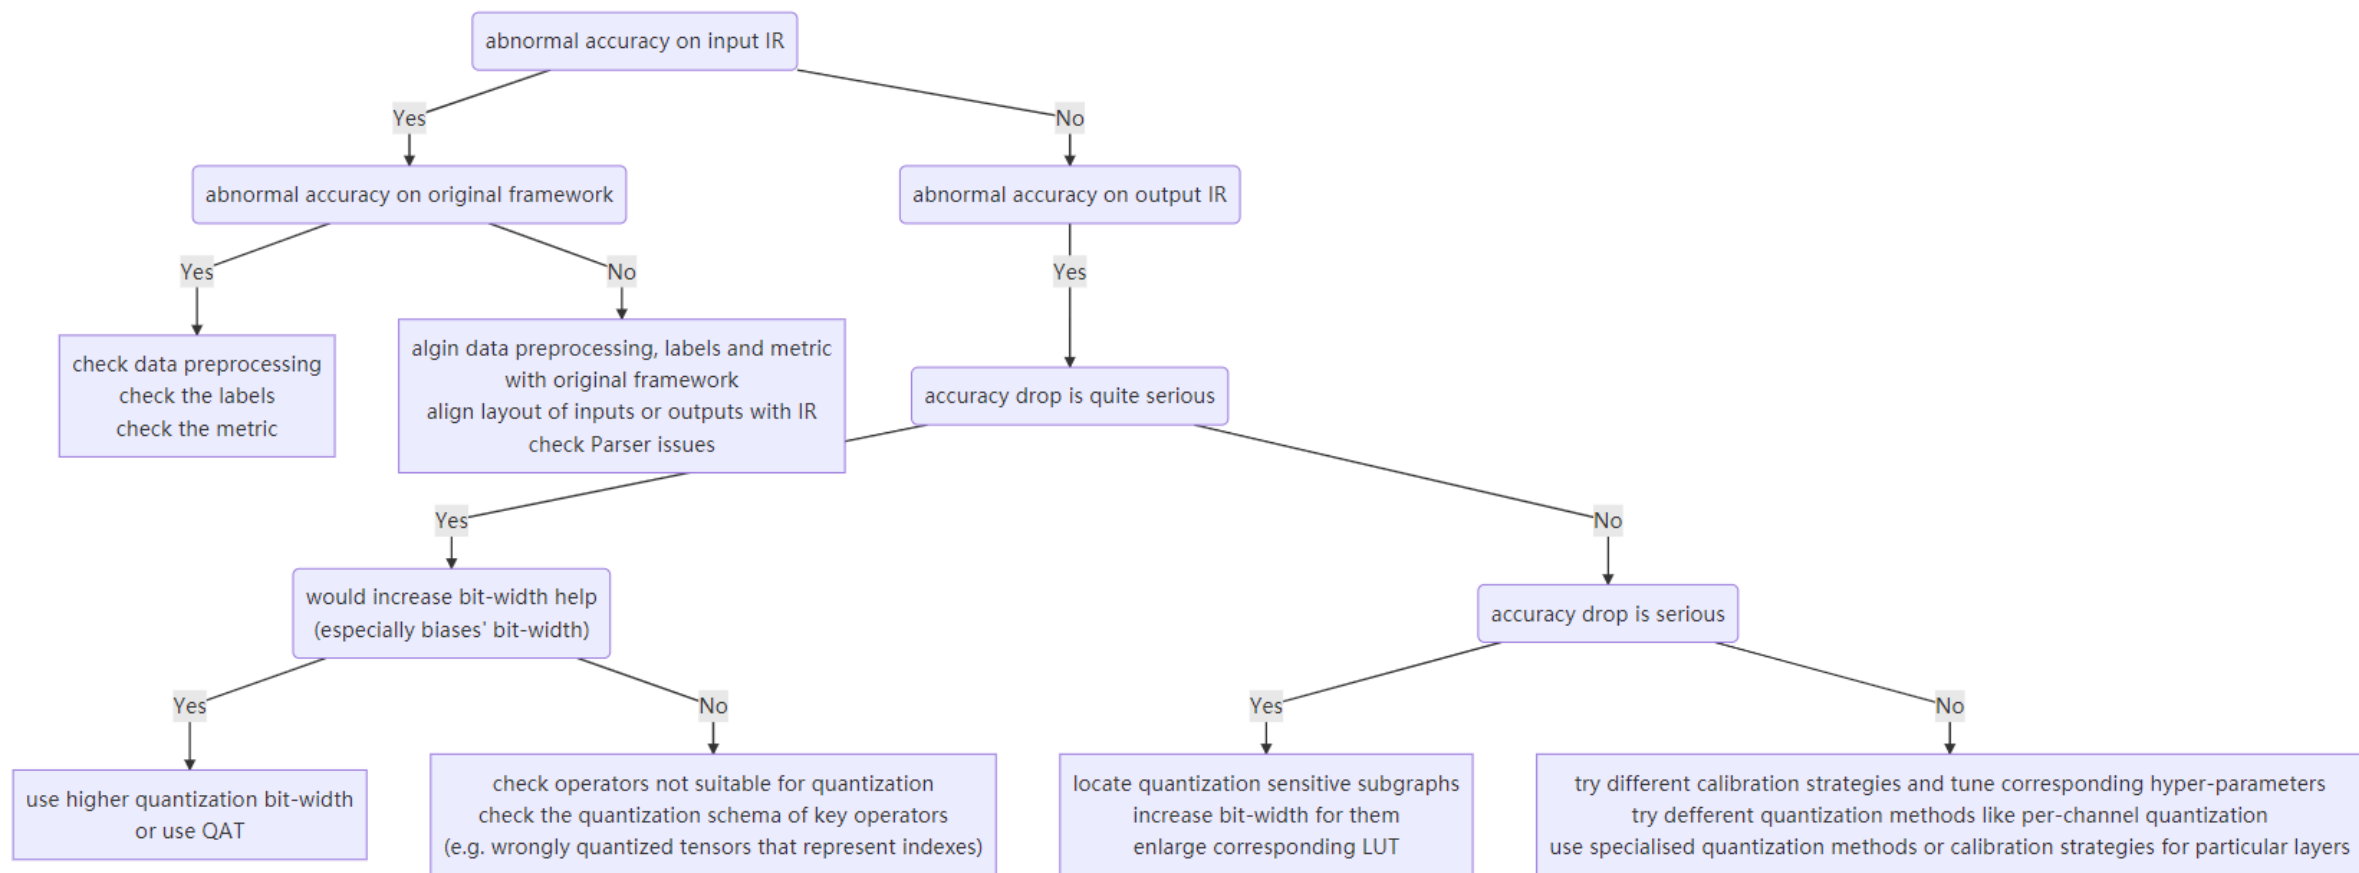 abnormal accuracy on input IR
Yes
No
abnormal accuracy on original framework
abnormal accuracy on output IR
Yes
No
Yes
check data preprocessing
check the labels
check the metric
algin data preprocessing, labels and metric
with original framework
align layout of inputs or outputs with IR
check Parser issues
accuracy drop is quite serious
Yes
No
would increase bit-width help
(especially biases' bit-width)
accuracy drop is serious
Yes
No
Yes
No
use higher quantization bit-width
or use QAT
check operators not suitable for quantization
check the quantization schema of key operators
(e.g. wrongly quantized tensors that represent indexes)
locate quantization sensitive subgraphs
increase bit-width for them
enlarge corresponding LUT
try different calibration strategies and tune corresponding hyper-parameters
try defferent quantization methods like per-channel quantization
use specialised quantization methods or calibration strategies for particular layers